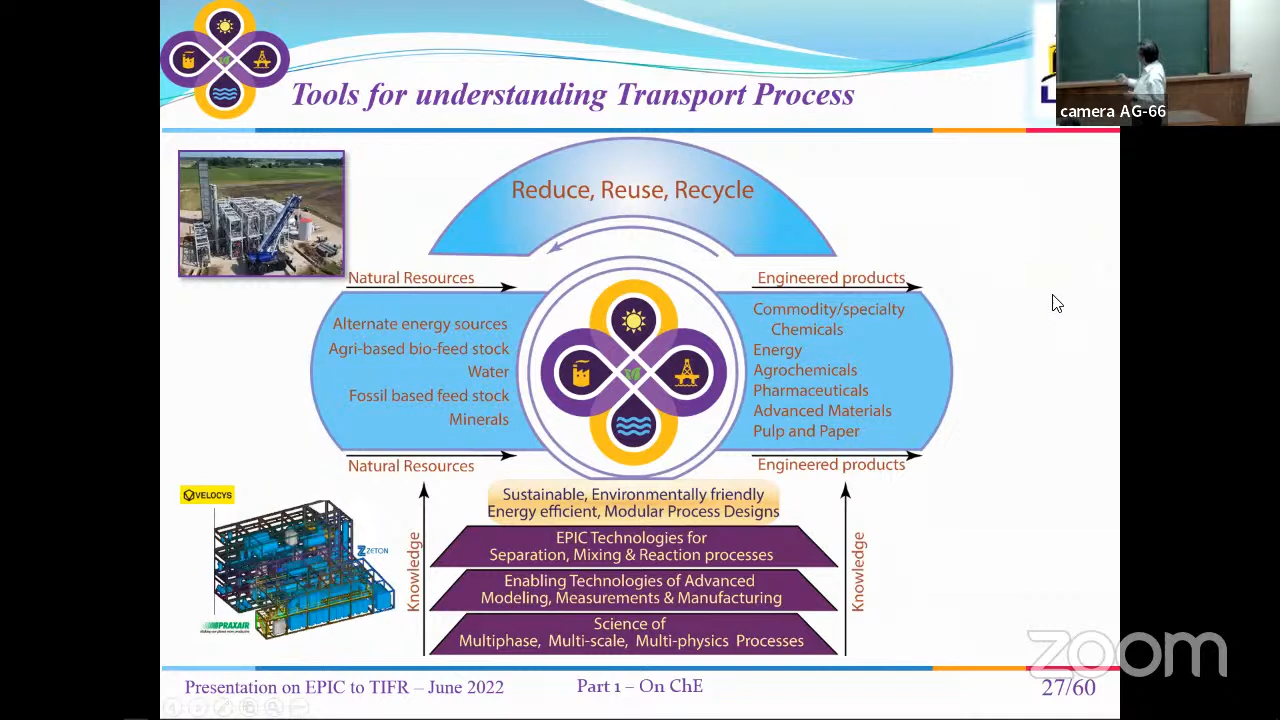 Tools for understanding Transport Process
camera AG-66
Reduce, Reuse, Recycle
Natural Resources
Engineered products
Alternate energy sources
Agri-based bio-feed stock
Water
Fossil based feed stock
Minerals
Commodity/specialty
Chemicals
Energy
Agrochemicals
Pharmaceuticals
Advanced Materials
Pulp and Paper
Natural Resources
Engineered products
VELOCYS
ZETON
PRAXAIR
Knowledge
Sustainable, Environmentally friendly
Energy efficient, Modular Process Designs
EPIC Technologies for
Separation, Mixing & Reaction processes
Enabling Technologies of Advanced
Modeling, Measurements & Manufacturing
Science of
Multiphase, Multi-scale, Multi-physics Processes
Knowledge
zoom
Presentation on EPIC to TIFR – June 2022
Part 1 – On ChE
27/60